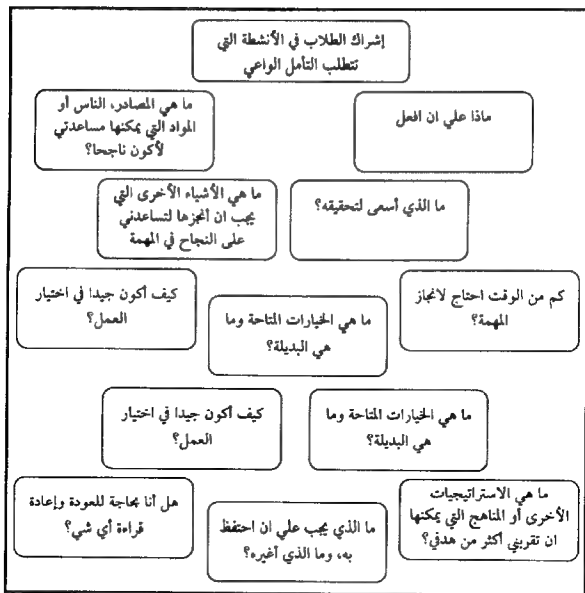 إشراك الطلاب في الأنشطة التي
تتطلب التأمل الواعي
ماذا علي ان افعل
ما هي المصادر، الناس أو
المواد التي يمكنها مساعدتي
لأكون ناجحا؟
ما الذي أسعى لتحقيقه؟
ما هي الأشياء الأخرى التي
يجب ان أنجزها لتساعدني
على النجاح في المهمة
كم من الوقت احتاج لانجاز
المهمة؟
ما هي الخيارات المتاحة وما
هي البديلة؟
كيف أكون جيدا في اختيار
العمل؟
ما هي الخيارات المتاحة وما
هي البديلة؟
كيف أكون جيدا في اختيار
العمل؟
ما هي الاستراتيجيات
الأخرى أو المناهج التي يمكنها
ان تقربني أكثر من هدفي؟
ما الذي يجب علي ان احتفظ
به، وما الذي أغيره؟
هل أنا بحاجة للعودة وإعادة
قراءة أي شي؟